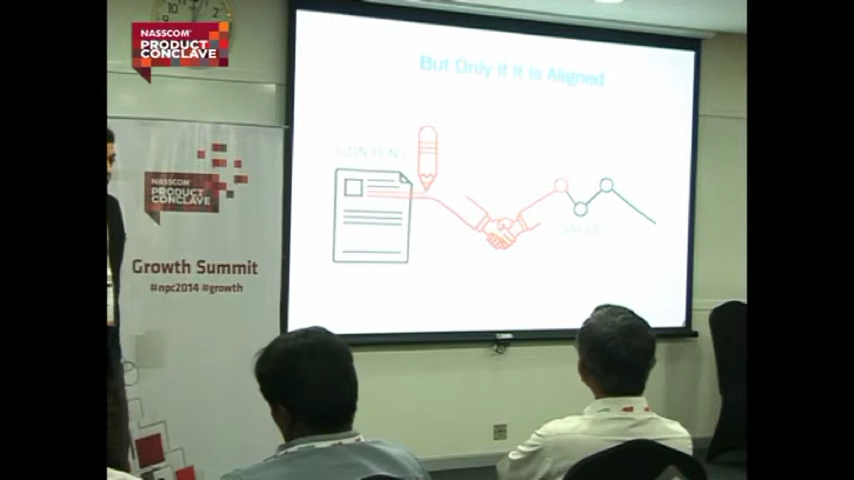 NASSCOM
PRODUCT
CONCLAVE
But Only If It Is Aligned
CONTENT
SALES
NASSCOM
PRODUCT
CONCLAVE
Growth Summit
#npc2014 #growth